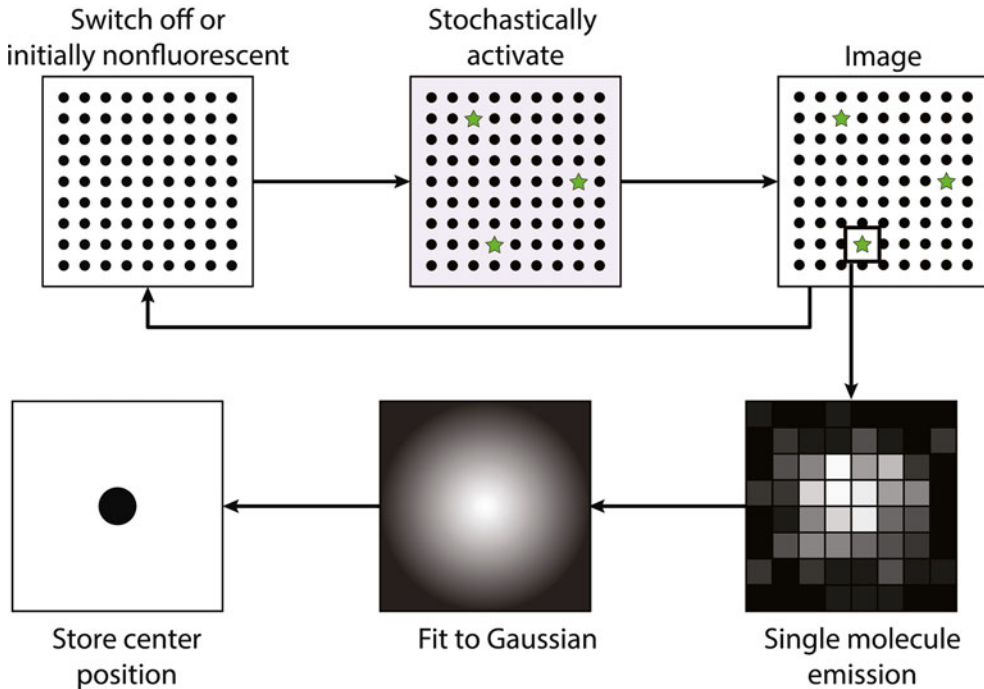 Switch off or
initially nonfluorescent
Stochastically
activate
Image
Store center
position
Fit to Gaussian
Single molecule
emission